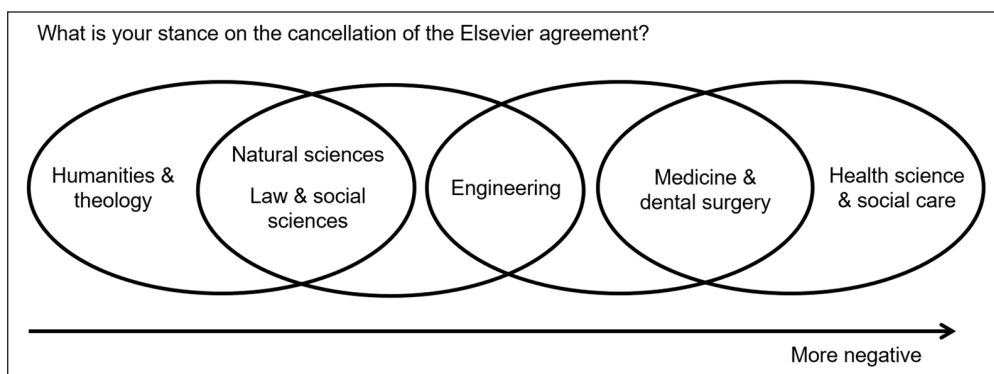 What is your stance on the cancellation of the Elsevier agreement?
Humanities &
theology
Natural sciences
Law & social
sciences
Engineering
Medicine &
dental surgery
Health science
& social care
More negative